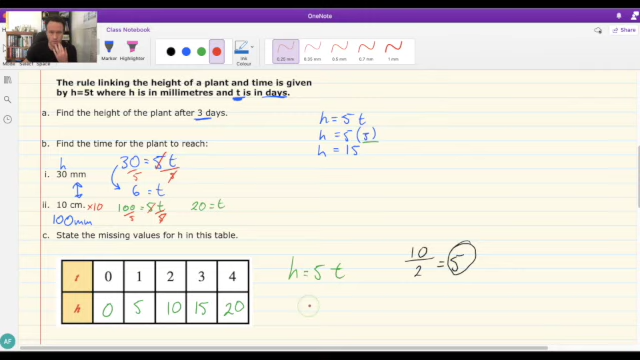 OneNote
Class Notebook
Marker Highlighter
Ink Colour
0.25 mm 0.35 mm 0.5 mm 0.7 mm 1 mm
The rule linking the height of a plant and time is given
by h=5t where h is in millimetres and t is in days.
a. Find the height of the plant after 3 days.
h = 5 t
h = 5 (3)
h = 15
b. Find the time for the plant to reach:
h
i. 30 mm
30/5 = 5t/5
6 = t
ii. 10 cm. ×10
100/5 = 5t/5 20 = t
100mm
c. State the missing values for h in this table.
t 0 1 2 3 4
h 0 5 10 15 20
h = 5 t
10/2 = 5
AF